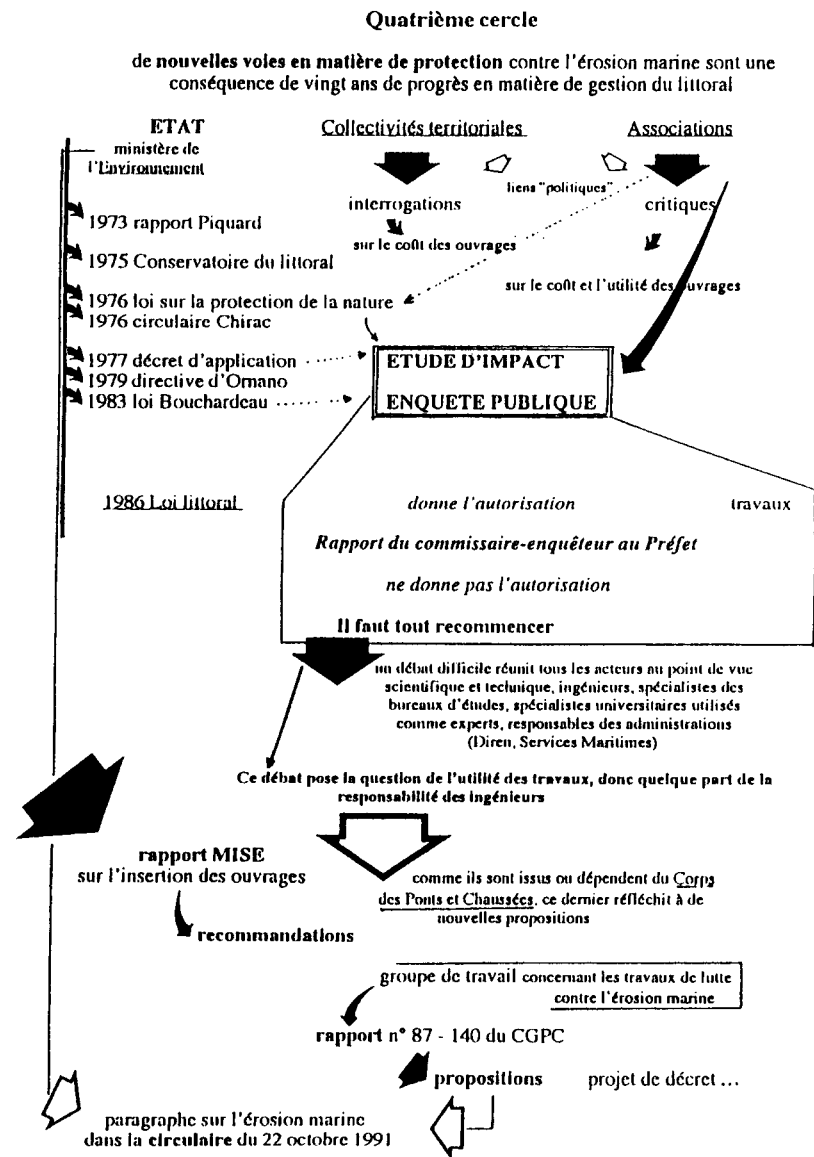 Quatrième cercle
de nouvelles voies en matière de protection contre l'érosion marine sont une
conséquence de vingt ans de progrès en matière de gestion du littoral
ETAT
ministère de
l'Environnement
Collectivités territoriales
Associations
liens "politiques"
interrogations
critiques
sur le coût des ouvrages
sur le coût et l'utilité des ouvrages
1973 rapport Piquard
1975 Conservatoire du littoral
1976 loi sur la protection de la nature
1976 circulaire Chirac
1977 décret d'application
1979 directive d'Ornano
1983 loi Bouchardeau
ETUDE D'IMPACT
ENQUETE PUBLIQUE
1986 Loi littoral
donne l'autorisation
travaux
Rapport du commissaire-enquêteur au Préfet
ne donne pas l'autorisation
Il faut tout recommencer
un débat difficile réunit tous les acteurs au point de vue
scientifique et technique, ingénieurs, spécialistes des
bureaux d'études, spécialistes universitaires utilisés
comme experts, responsables des administrations
(Diren, Services Maritimes)
Ce débat pose la question de l'utilité des travaux, donc quelque part de la
responsabilité des ingénieurs
rapport MISE
sur l'insertion des ouvrages
recommandations
comme ils sont issus ou dépendent du Corps
des Ponts et Chaussées, ce dernier réfléchit à de
nouvelles propositions
groupe de travail concernant les travaux de lutte
contre l'érosion marine
rapport n° 87 - 140 du CGPC
propositions
projet de décret ...
paragraphe sur l'érosion marine
dans la circulaire du 22 octobre 1991